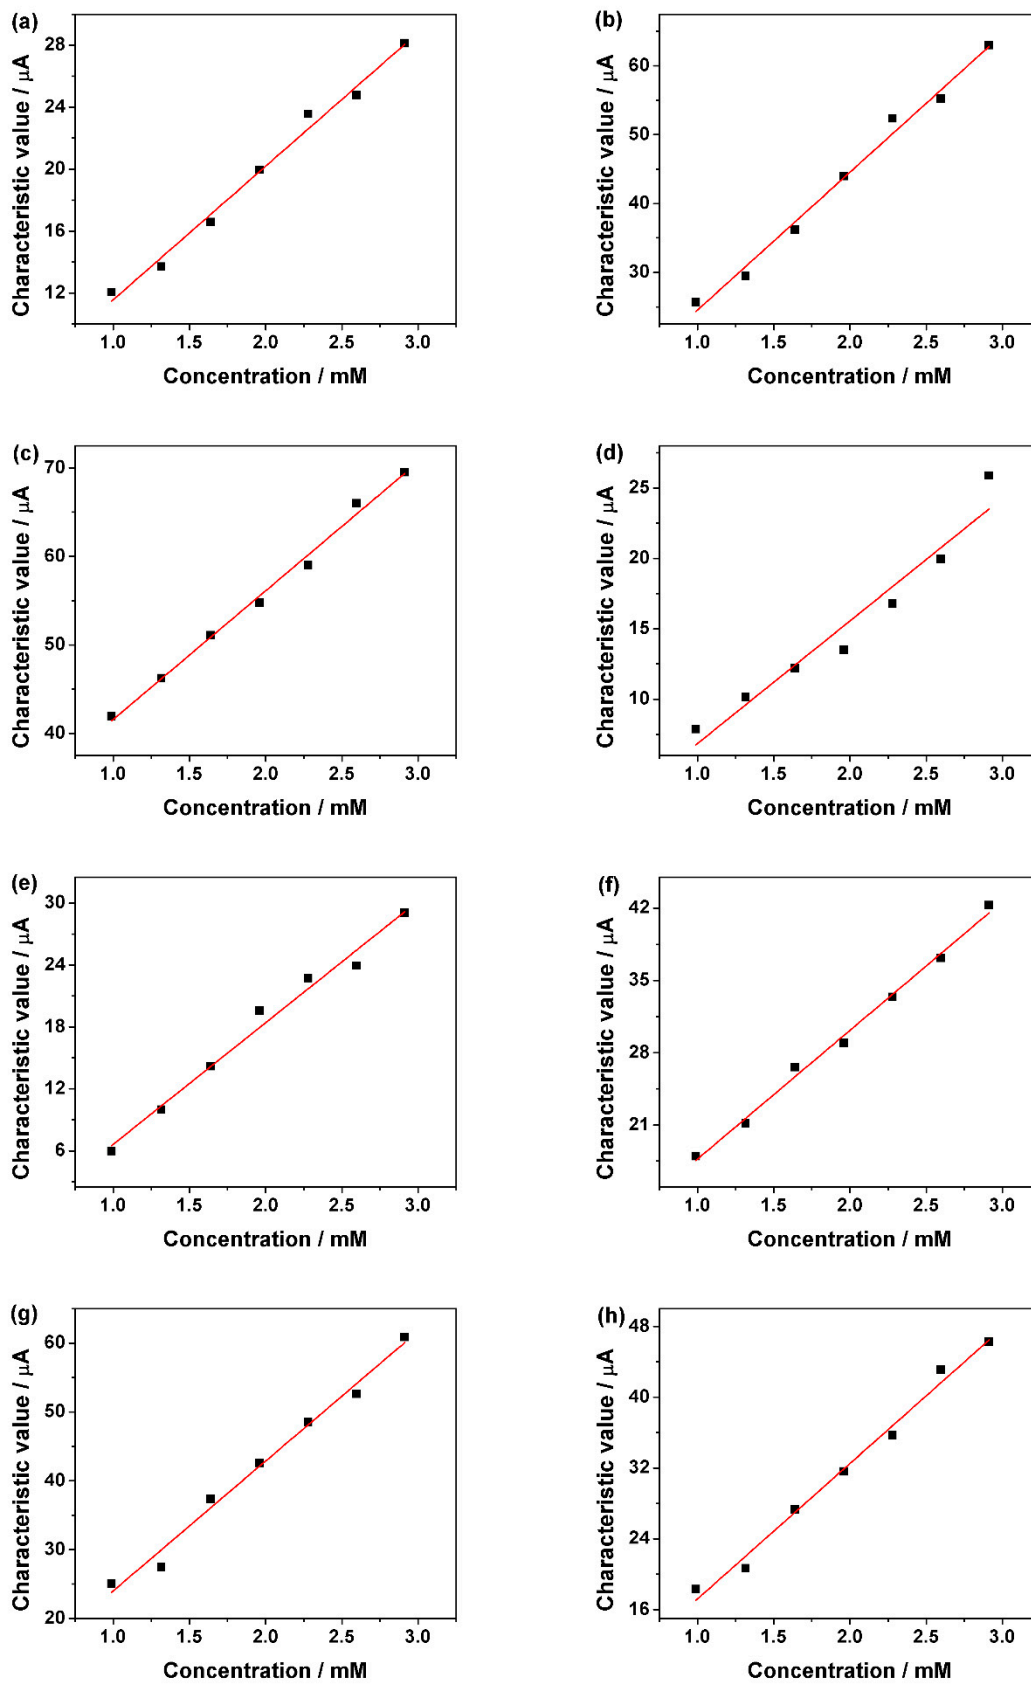 (a)
Characteristic value / μA
28
24
20
16
12
1.0 1.5 2.0 2.5 3.0
Concentration / mM
(b)
Characteristic value / μA
60
50
40
30
1.0 1.5 2.0 2.5 3.0
Concentration / mM
(c)
Characteristic value / μA
70
60
50
40
1.0 1.5 2.0 2.5 3.0
Concentration / mM
(d)
Characteristic value / μA
25
20
15
10
1.0 1.5 2.0 2.5 3.0
Concentration / mM
(e)
Characteristic value / μA
30
24
18
12
6
1.0 1.5 2.0 2.5 3.0
Concentration / mM
(f)
Characteristic value / μA
42
35
28
21
1.0 1.5 2.0 2.5 3.0
Concentration / mM
(g)
Characteristic value / μA
60
50
40
30
20
1.0 1.5 2.0 2.5 3.0
Concentration / mM
(h)
Characteristic value / μA
48
40
32
24
16
1.0 1.5 2.0 2.5 3.0
Concentration / mM